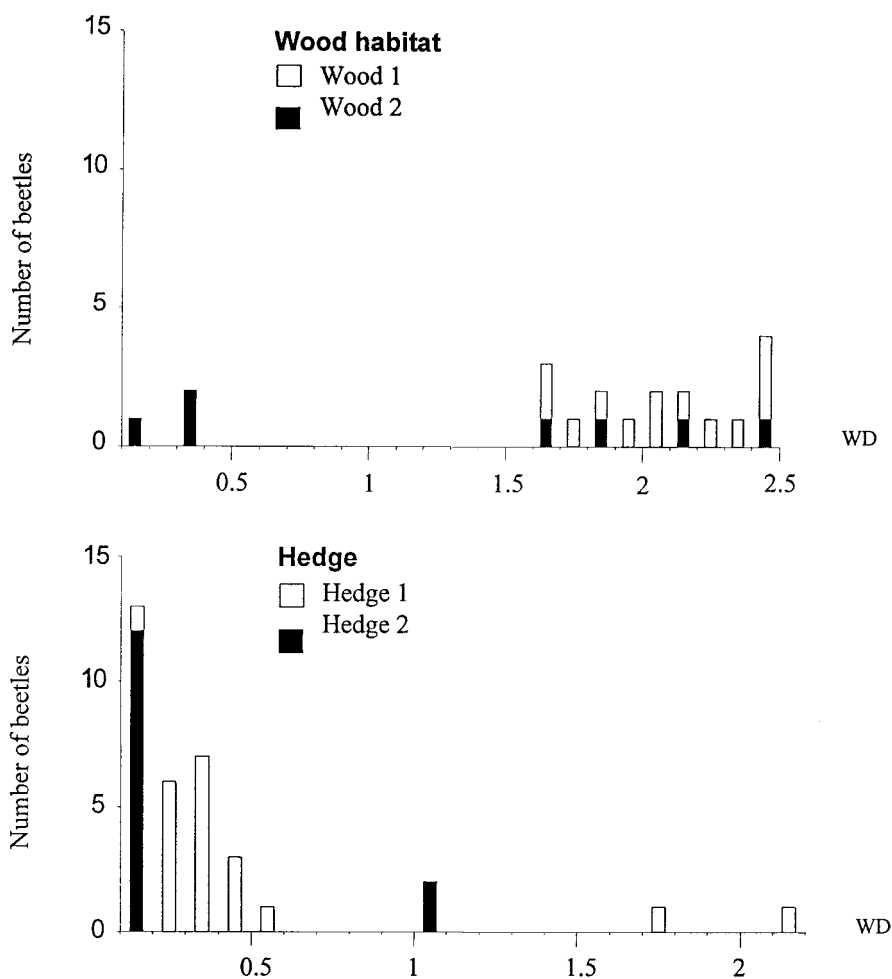 15
Wood habitat
Wood 1
Wood 2
10
Number of beetles
5
0
WD
0.5
1
1.5
2
2.5
15
Hedge
Hedge 1
Hedge 2
10
Number of beetles
5
0
WD
0.5
1
1.5
2